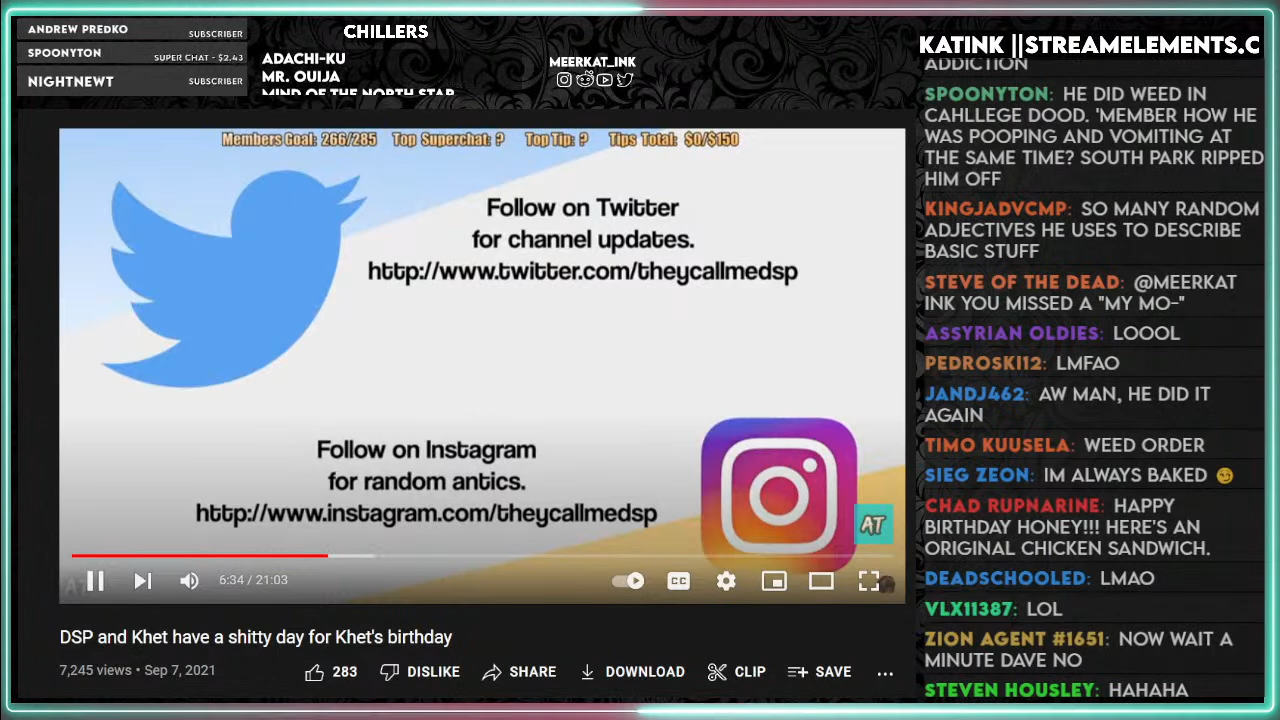 ANDREW PREDKO SUBSCRIBER
SPOONYTON SUPER CHAT - $2.43
NIGHTNEWT SUBSCRIBER
CHILLERS
ADACHI-KU
MR. OUIJA
MIND OF THE NORTH STAR
MEERKAT_INK
KATINK ||STREAMELEMENTS.C
Members Goal: 266/285 Top Superchat: ? Top Tip: ? Tips Total: $0/$150
Follow on Twitter
for channel updates.
http://www.twitter.com/theycallmedsp
Follow on Instagram
for random antics.
http://www.instagram.com/theycallmedsp
AT
6:34 / 21:03
CC
DSP and Khet have a shitty day for Khet's birthday
7,245 views • Sep 7, 2021
283 DISLIKE SHARE DOWNLOAD CLIP SAVE
ADDICTION
SPOONYTON: HE DID WEED IN
CAHLLEGE DOOD. 'MEMBER HOW HE
WAS POOPING AND VOMITING AT
THE SAME TIME? SOUTH PARK RIPPED
HIM OFF
KINGJADVCMP: SO MANY RANDOM
ADJECTIVES HE USES TO DESCRIBE
BASIC STUFF
STEVE OF THE DEAD: @MEERKAT
INK YOU MISSED A "MY MO-"
ASSYRIAN OLDIES: LOOOL
PEDROSKI12: LMFAO
JANDJ462: AW MAN, HE DID IT
AGAIN
TIMO KUUSELA: WEED ORDER
SIEG ZEON: IM ALWAYS BAKED 😏
CHAD RUPNARINE: HAPPY
BIRTHDAY HONEY!!! HERE'S AN
ORIGINAL CHICKEN SANDWICH.
DEADSCHOOLED: LMAO
VLX11387: LOL
ZION AGENT #1651: NOW WAIT A
MINUTE DAVE NO
STEVEN HOUSLEY: HAHAHA